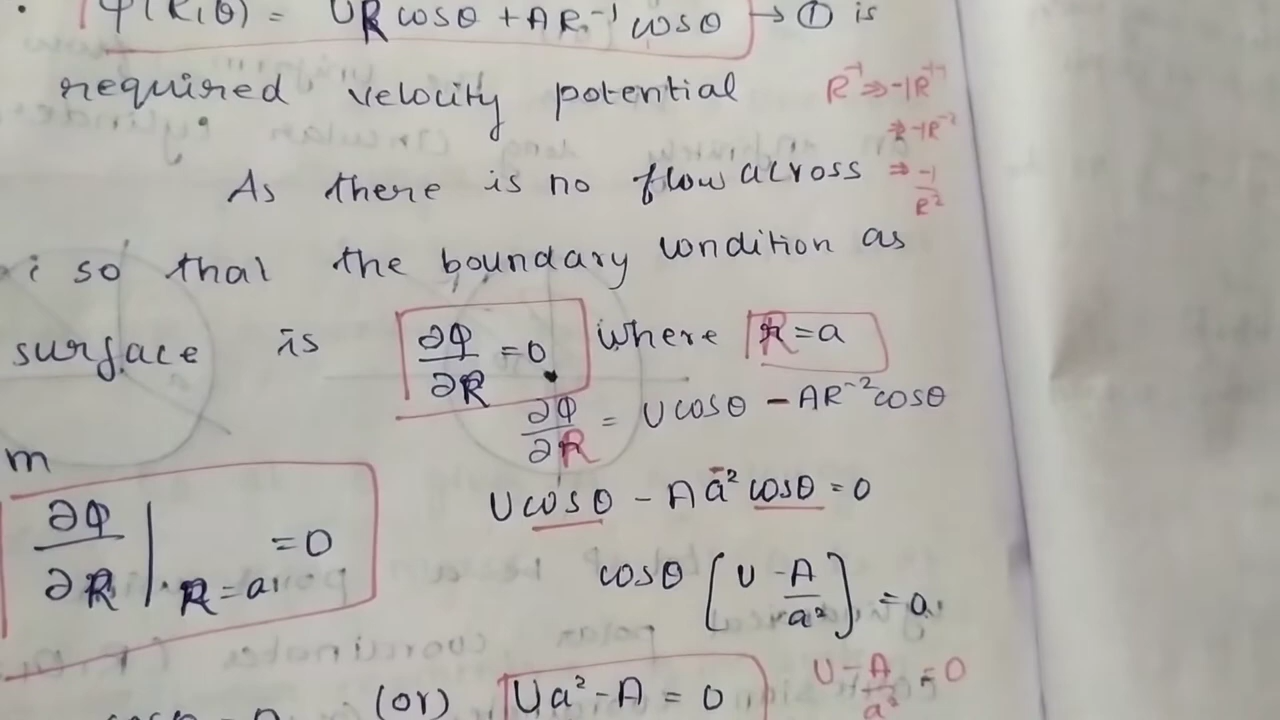 φ(R,θ) = UR cosθ + AR⁻¹ cosθ → ① is
required velocity potential
R⁻¹ ⇒ -1R⁻¹⁻¹
⇒ -1R⁻²
⇒ -1/R²
As there is no flow across
so that the boundary condition as
surface is ∂φ/∂R = 0 where R = a
∂φ/∂R = U cosθ - AR⁻² cosθ
m
U cosθ - A a⁻² cosθ = 0
∂φ/∂R | R = a = 0
cosθ [U - A/a²] = 0
U - A/a² = 0
(or) Ua² - A = 0